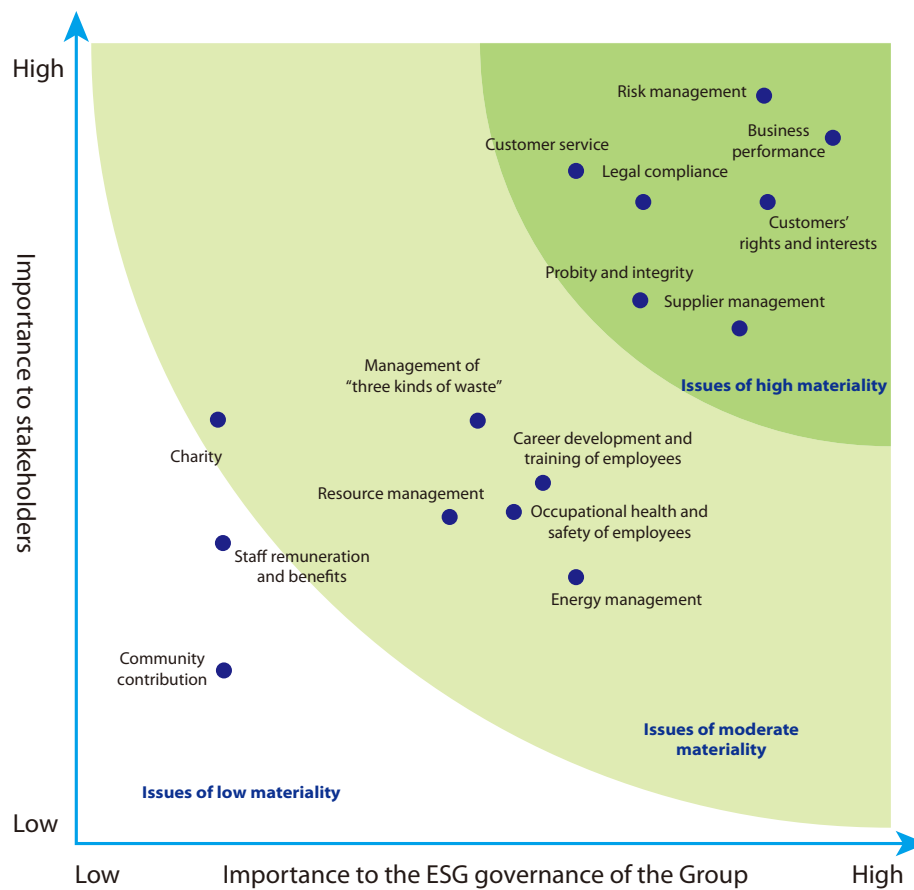 High
Risk management
Business
performance
Customer service
Legal compliance
Customers’
rights and interests
Probity and integrity
Supplier management
Issues of high materiality
Importance to stakeholders
Management of
“three kinds of waste”
Charity
Career development and
training of employees
Resource management
Occupational health and
safety of employees
Staff remuneration
and benefits
Energy management
Community
contribution
Issues of moderate
materiality
Issues of low materiality
Low
Low
Importance to the ESG governance of the Group
High